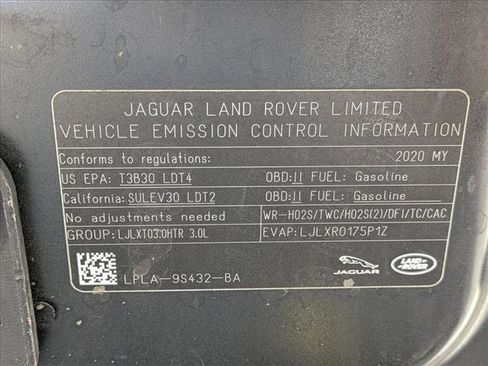 JAGUAR LAND ROVER LIMITED
VEHICLE EMISSION CONTROL INFORMATION
Conforms to regulations: 2020 MY
US EPA: T3B30 LDT4 OBD:II FUEL: Gasoline
California: SULEV30 LDT2 OBD:II FUEL: Gasoline
No adjustments needed WR-HO2S/TWC/HO2S(2)/DFI/TC/CAC
GROUP: LJLXT03.0HTR 3.0L EVAP: LJLXR0175P1Z
LPLA-9S432-BA
JAGUAR
LAND ROVER